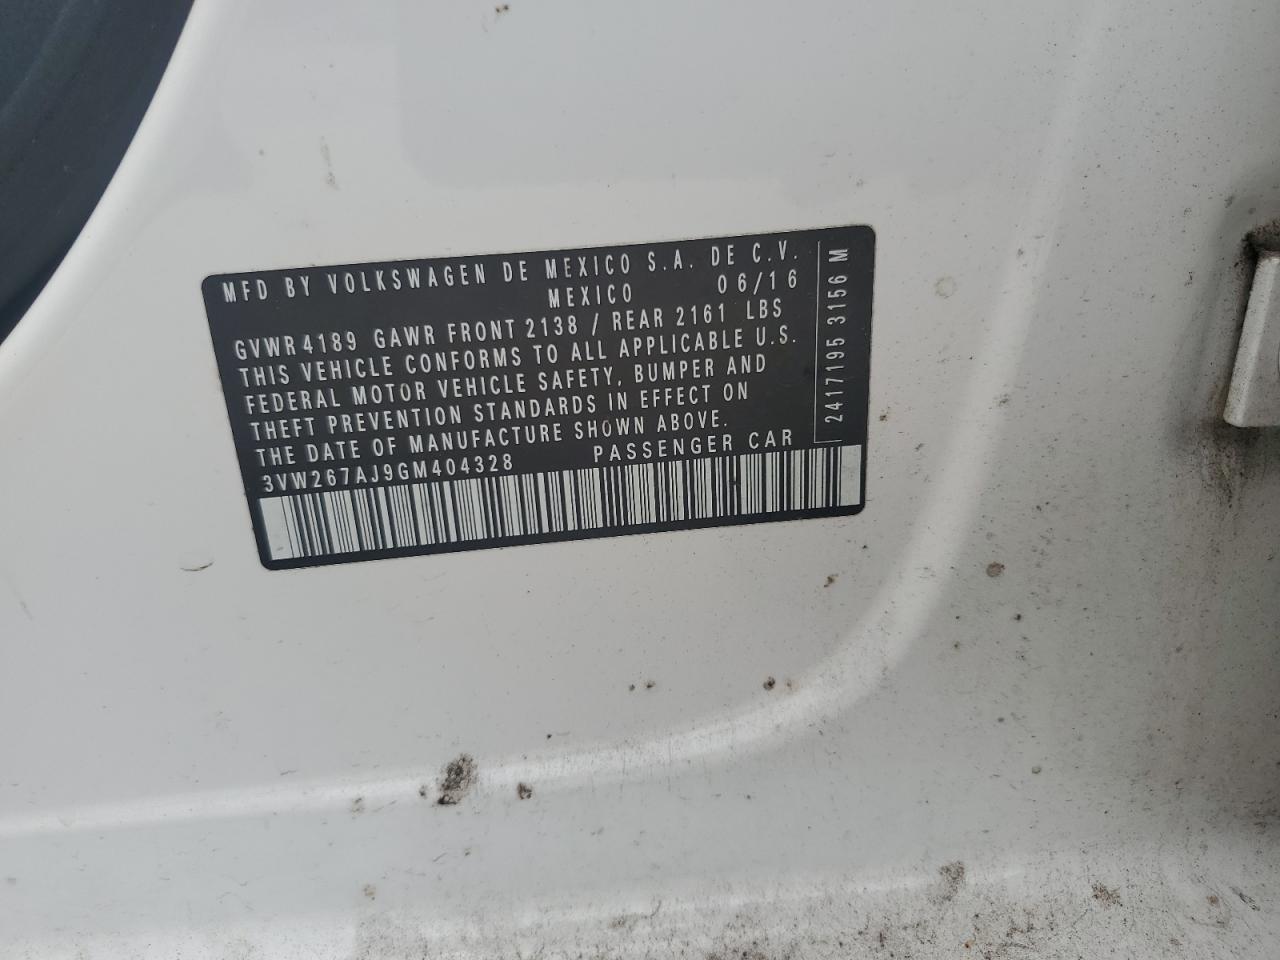 MFD BY VOLKSWAGEN DE MEXICO S.A. DE C.V.
MEXICO 06/16
GVWR 4189 GAWR FRONT 2138 / REAR 2161 LBS
THIS VEHICLE CONFORMS TO ALL APPLICABLE U.S.
FEDERAL MOTOR VEHICLE SAFETY, BUMPER AND
THEFT PREVENTION STANDARDS IN EFFECT ON
THE DATE OF MANUFACTURE SHOWN ABOVE.
3VW267AJ9GM404328 PASSENGER CAR
2417195 3156 M